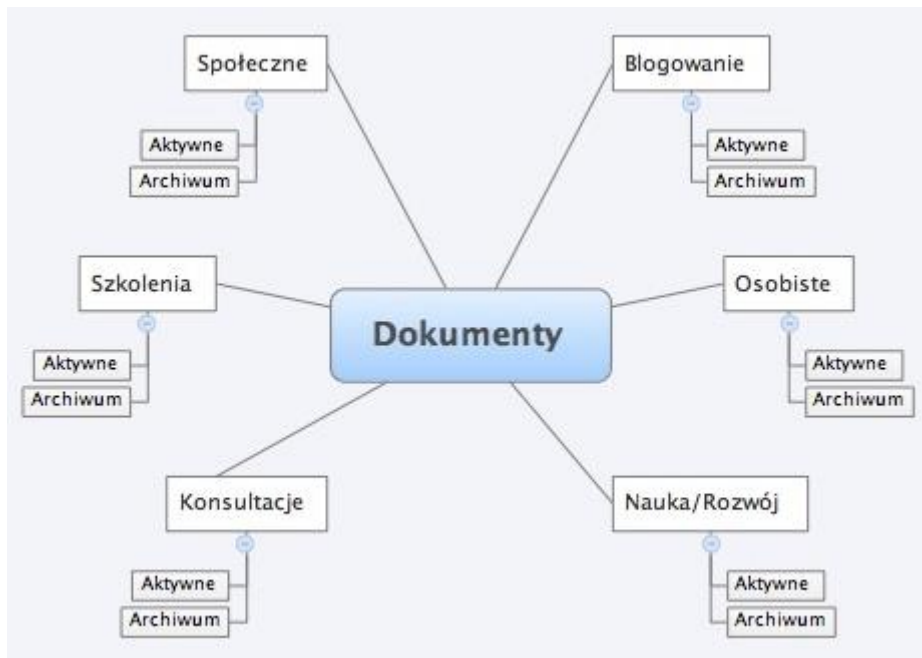 Społeczne
Aktywne
Archiwum
Blogowanie
Aktywne
Archiwum
Szkolenia
Aktywne
Archiwum
Dokumenty
Osobiste
Aktywne
Archiwum
Konsultacje
Aktywne
Archiwum
Nauka/Rozwój
Aktywne
Archiwum